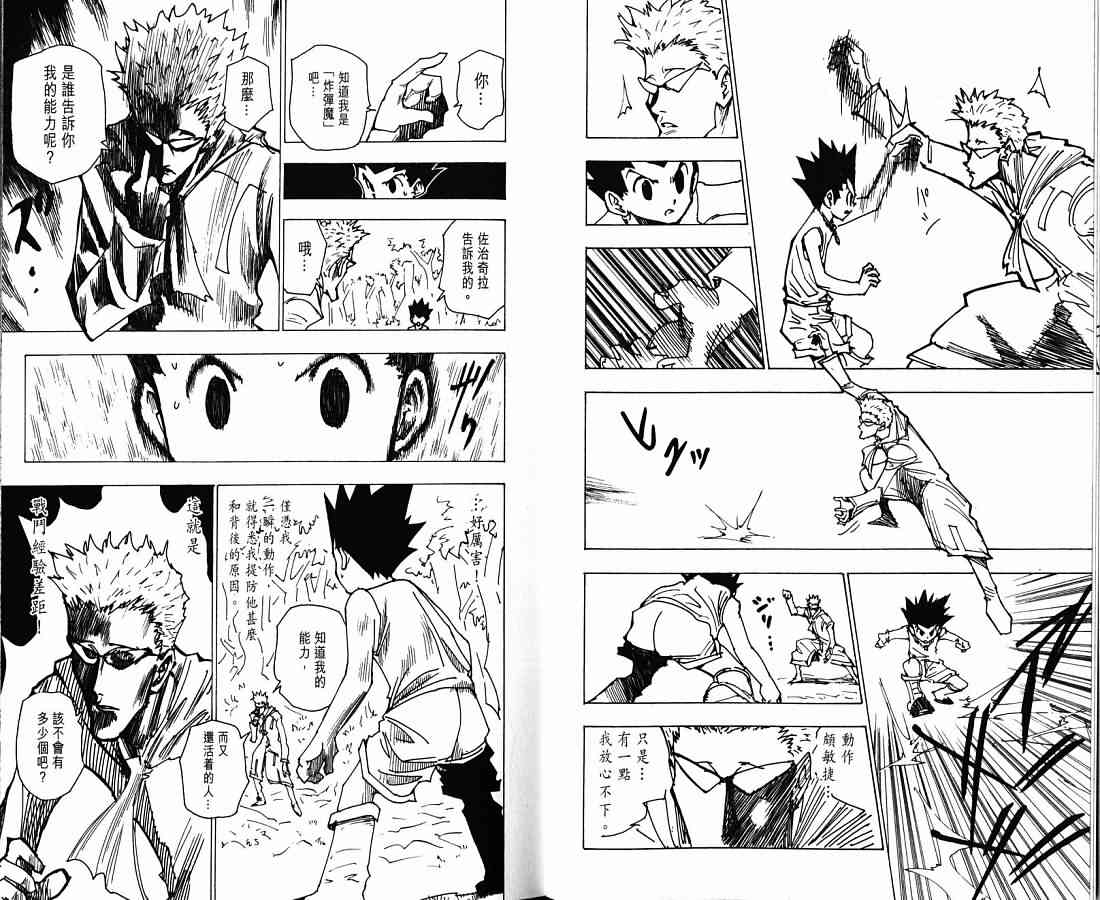 ヒュッ
ズ…
動作
頗敏捷…
只是…
有一點
我放心不下。
你…
知道我是
「炸彈魔」
吧…
佐治奇拉
告訴我的。
哦…
那麼…
是誰告訴你
我的能力呢？
ズ…
…好厲害！
僅憑我
一瞬的動作
就得悉我提防他甚麼
和背後的原因。
知道我的
能力，
而又
還活着的人…
這就是
戰鬥經驗差距！
該不會有
多少個吧？